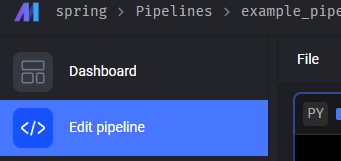 spring > Pipelines > example_pipe
Dashboard
File
Edit pipeline
PY